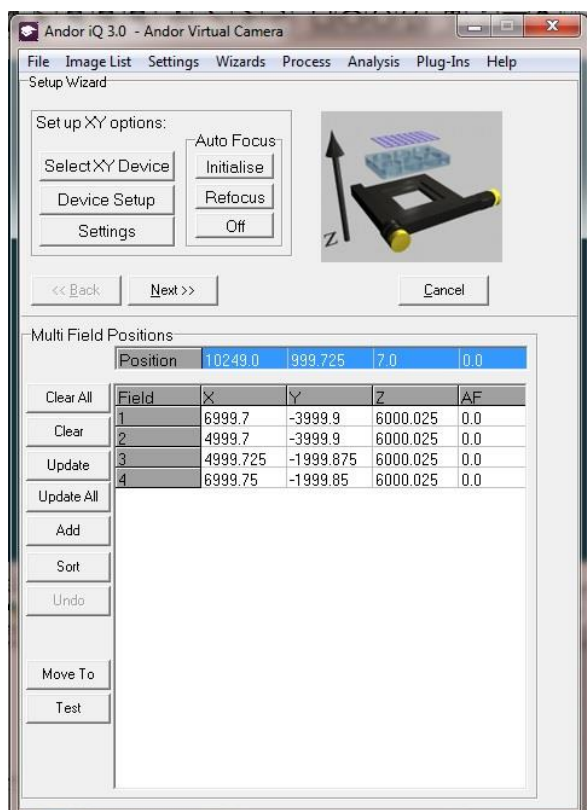 Andor iQ 3.0 - Andor Virtual Camera
File Image List Settings Wizards Process Analysis Plug-Ins Help
Setup Wizard
Set up XY options:
Auto Focus
Select XY Device
Initialise
Device Setup
Refocus
Settings
Off
Z
<< Back
Next >>
Cancel
Multi Field Positions
Position 10249.0 999.725 7.0 0.0
Clear All
Clear
Update
Update All
Add
Sort
Undo
Move To
Test
Field X Y Z AF
1 6999.7 -3999.9 6000.025 0.0
2 4999.7 -3999.9 6000.025 0.0
3 4999.725 -1999.875 6000.025 0.0
4 6999.75 -1999.85 6000.025 0.0